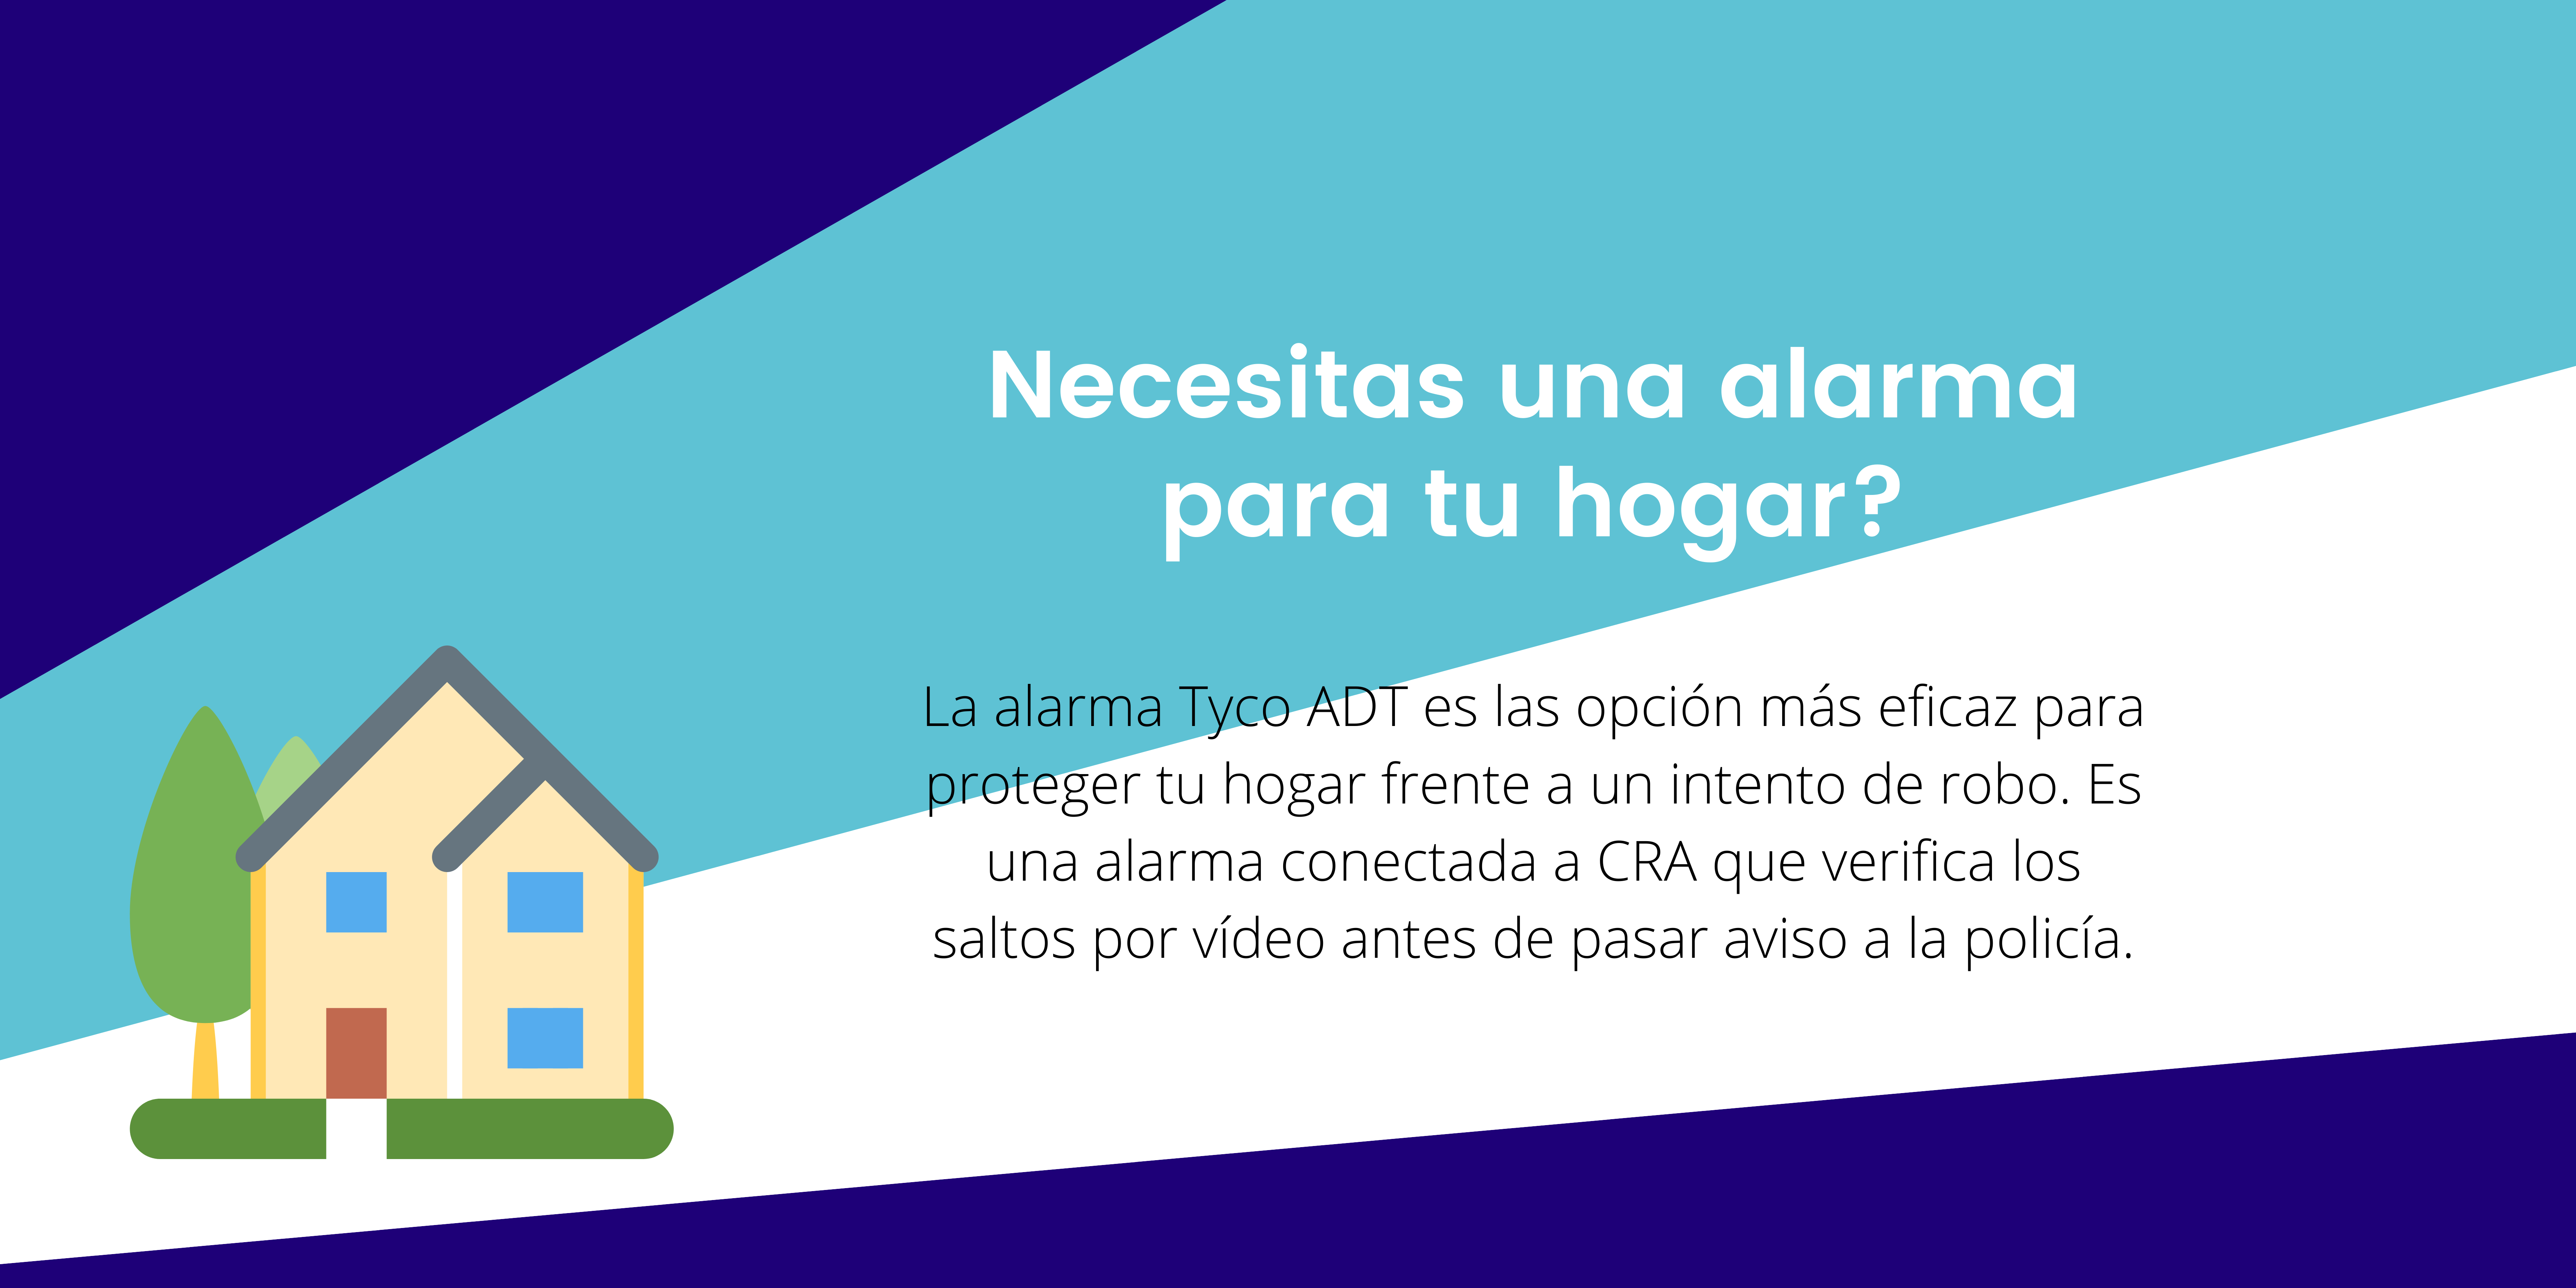 Necesitas una alarma
para tu hogar?
La alarma Tyco ADT es las opción más eficaz para
proteger tu hogar frente a un intento de robo. Es
una alarma conectada a CRA que verifica los
saltos por vídeo antes de pasar aviso a la policía.